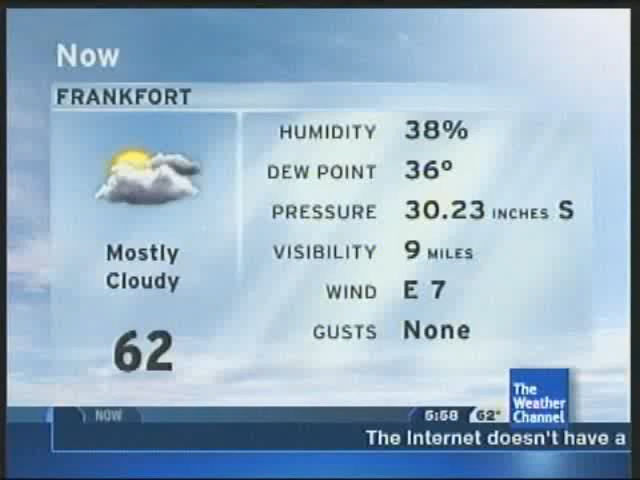 Now
FRANKFORT
Mostly
Cloudy
62
HUMIDITY 38%
DEW POINT 36º
PRESSURE 30.23 INCHES S
VISIBILITY 9 MILES
WIND E 7
GUSTS None
NOW
6:58 62°
The
Weather
Channel
The Internet doesn't have a